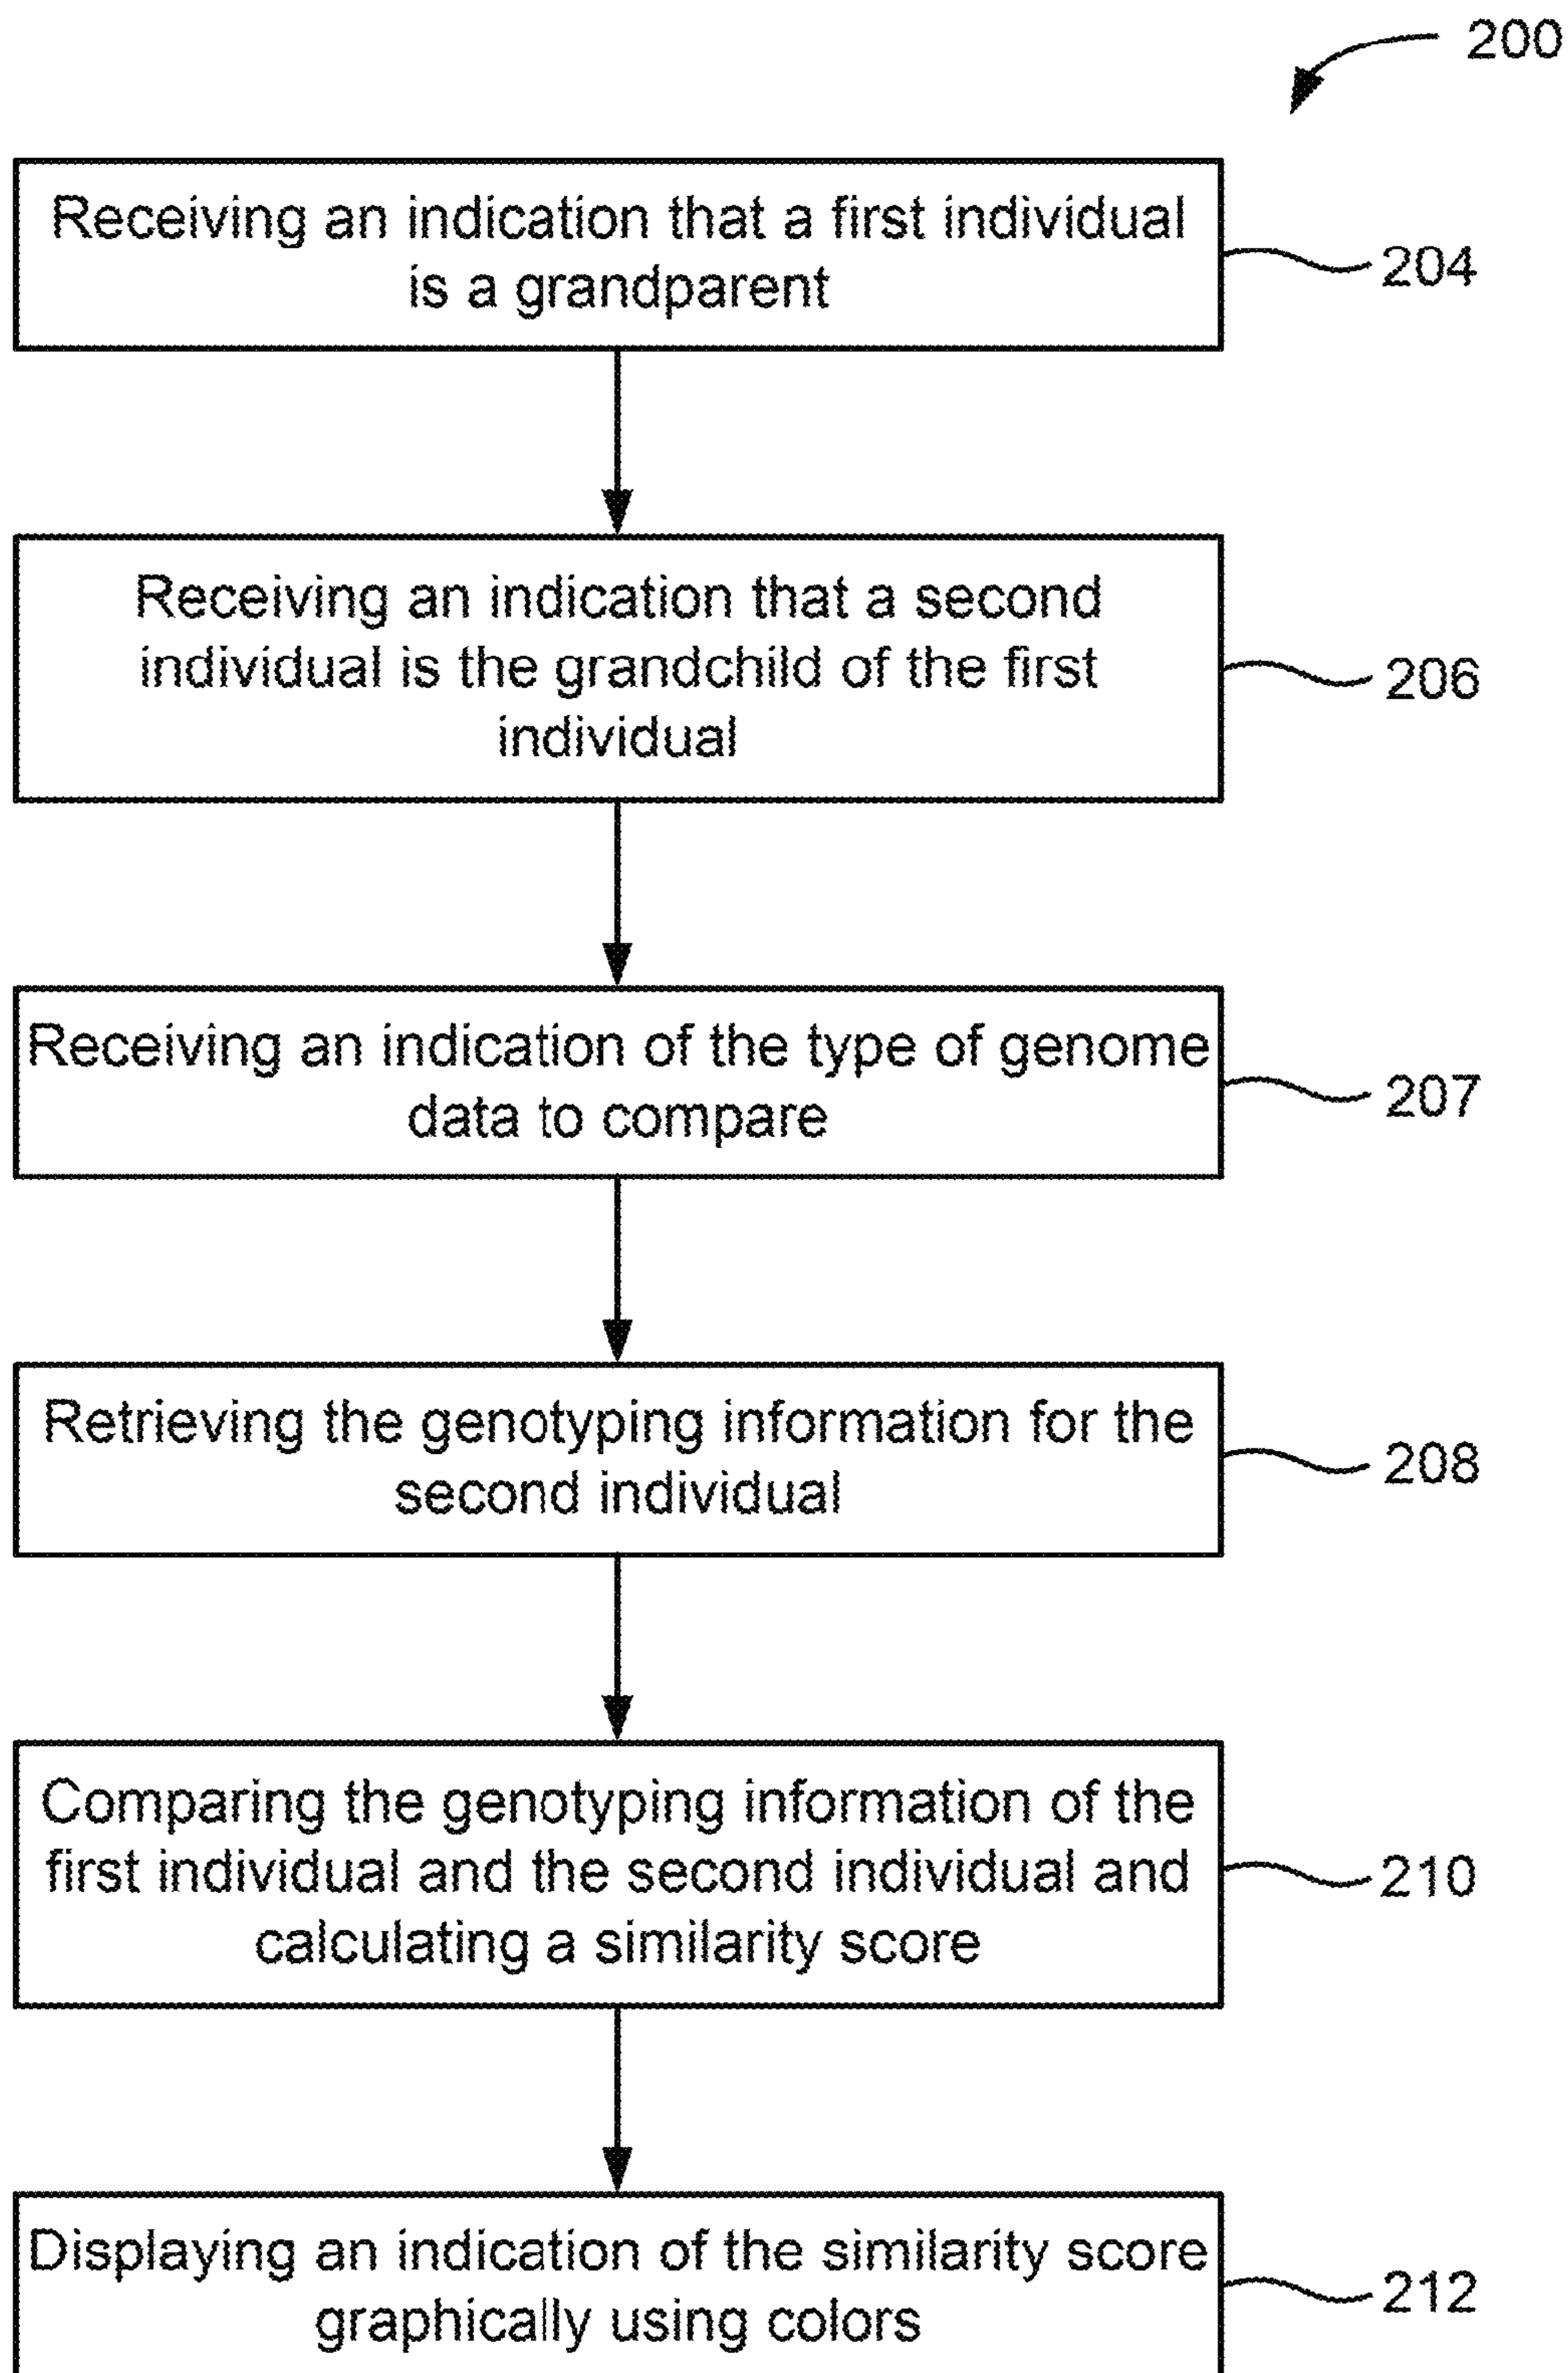 200
Receiving an indication that a first individual
is a grandparent
204
Receiving an indication that a second
individual is the grandchild of the first
individual
206
Receiving an indication of the type of genome
data to compare
207
Retrieving the genotyping information for the
second individual
208
Comparing the genotyping information of the
first individual and the second individual and
calculating a similarity score
210
Displaying an indication of the similarity score
graphically using colors
212